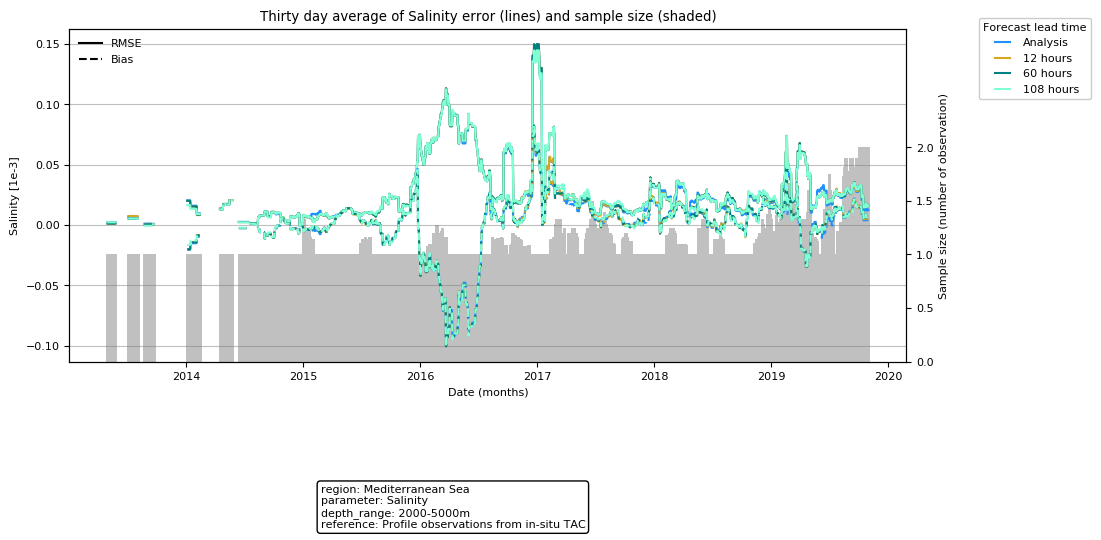 Thirty day average of Salinity error (lines) and sample size (shaded)
RMSE
Bias
Forecast lead time
Analysis
12 hours
60 hours
108 hours
0.15
0.10
0.05
0.00
−0.05
−0.10
Salinity [1e-3]
2.0
1.5
1.0
0.5
0.0
Sample size (number of observation)
2014
2015
2016
2017
2018
2019
2020
Date (months)
region: Mediterranean Sea
parameter: Salinity
depth_range: 2000-5000m
reference: Profile observations from in-situ TAC